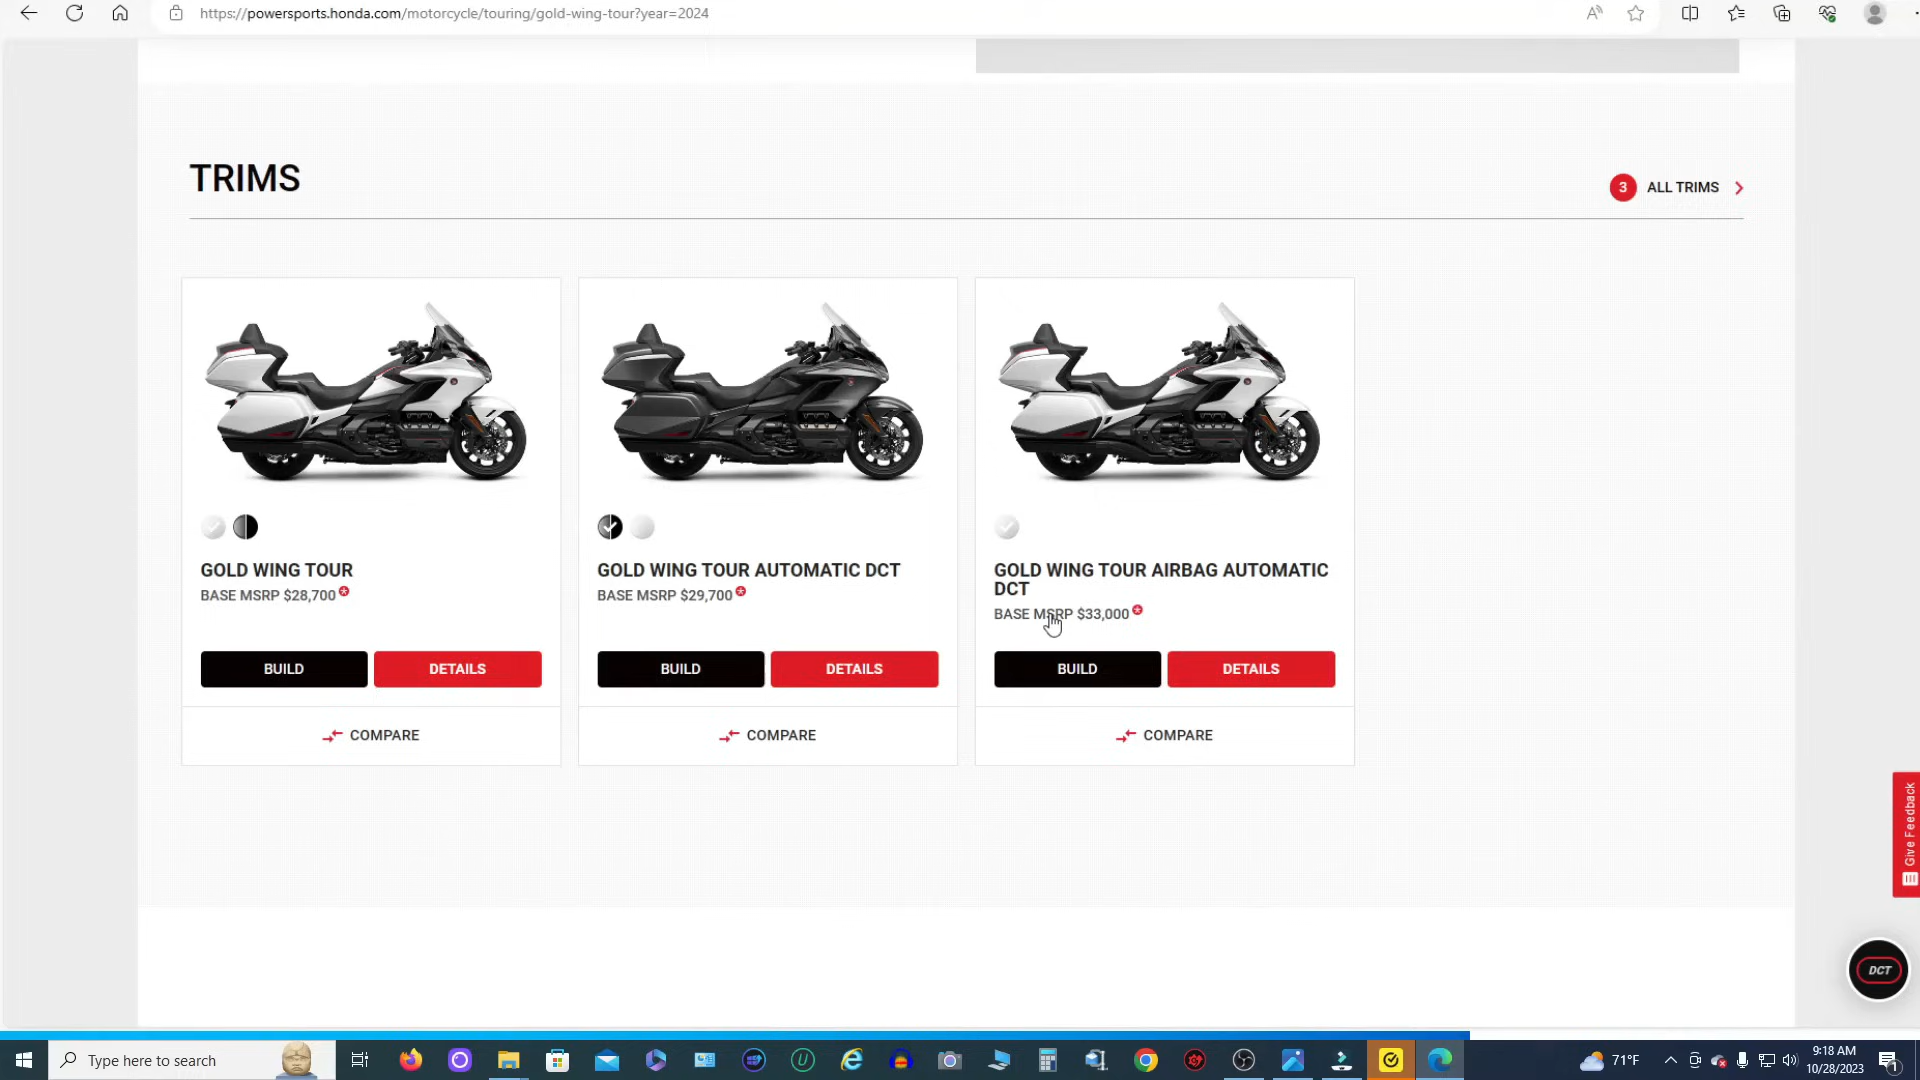 https://powersports.honda.com/motorcycle/touring/gold-wing-tour?year=2024
TRIMS
3 ALL TRIMS
GOLD WING TOUR
BASE MSRP $28,700
BUILD
DETAILS
COMPARE
GOLD WING TOUR AUTOMATIC DCT
BASE MSRP $29,700
BUILD
DETAILS
COMPARE
GOLD WING TOUR AIRBAG AUTOMATIC
DCT
BASE MSRP $33,000
BUILD
DETAILS
COMPARE
Give Feedback
DCT
Type here to search
71°F
9:18 AM
10/28/2023
1